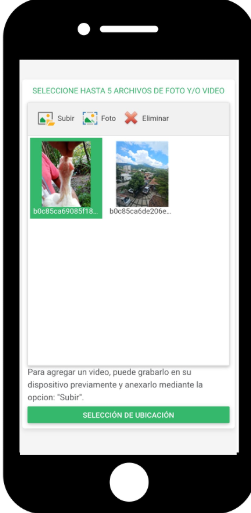 SELECCIONE HASTA 5 ARCHIVOS DE FOTO Y/O VIDEO
Subir Foto Eliminar
b0c85ca69085f18... b0c85ca6de206e...
Para agregar un video, puede grabarlo en su
dispositivo previamente y anexarlo mediante la
opcion: "Subir".
SELECCIÓN DE UBICACIÓN